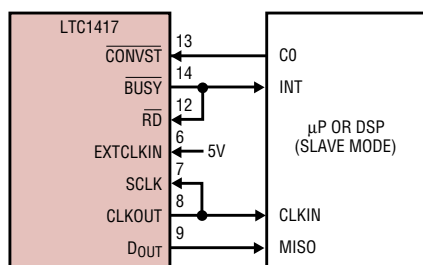 LTC1417
CONVST 13 C0
BUSY 14 INT
RD 12
EXTCLKIN 6 5V
SCLK 7
CLKOUT 8 CLKIN
DOUT 9 MISO
µP OR DSP
(SLAVE MODE)